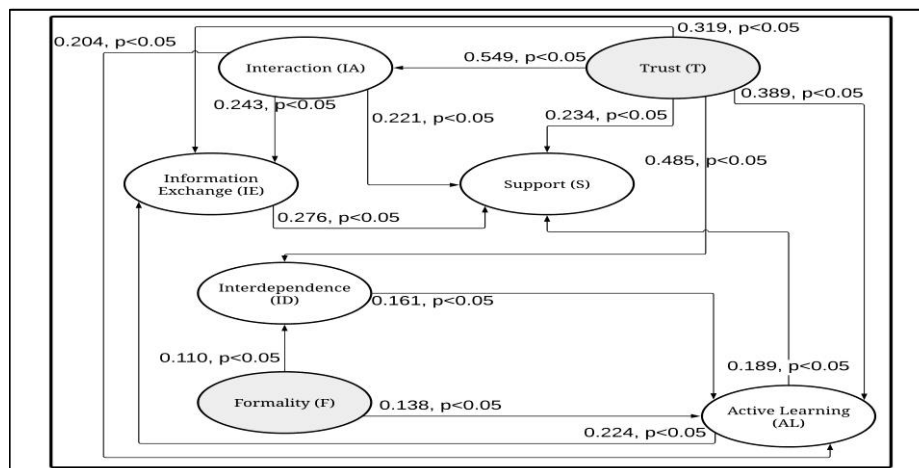 0.204, p<0.05
0.319, p<0.05
Interaction (IA)
0.549, p<0.05
Trust (T)
0.389, p<0.05
0.243, p<0.05
0.221, p<0.05
0.234, p<0.05
0.485, p<0.05
Information
Exchange (IE)
Support (S)
0.276, p<0.05
Interdependence
(ID)
0.161, p<0.05
0.110, p<0.05
0.189, p<0.05
Formality (F)
0.138, p<0.05
Active Learning
(AL)
0.224, p<0.05